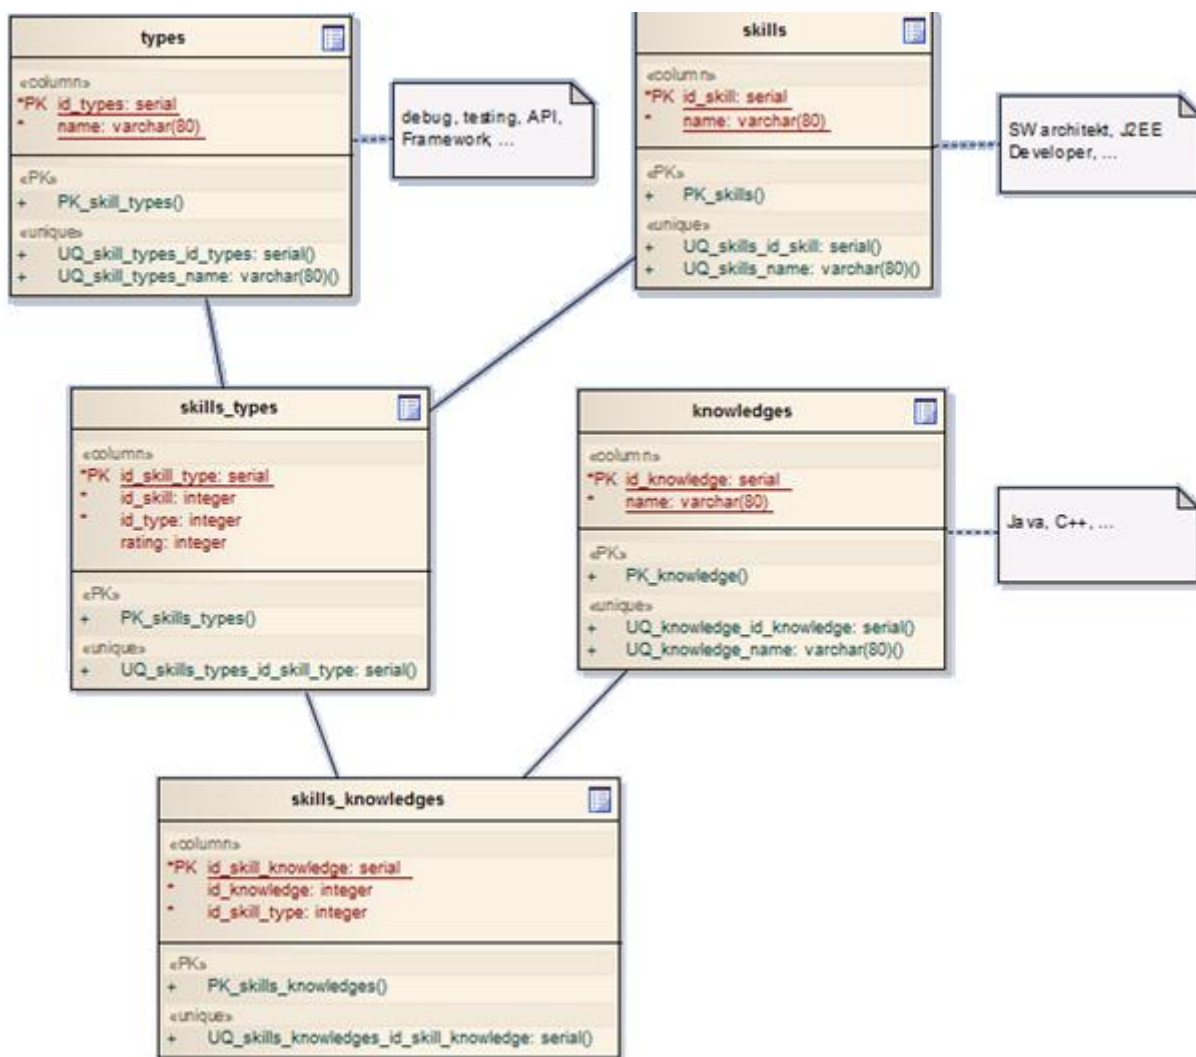 types
«column»
*PK id_types: serial
* name: varchar(80)
«PK»
+ PK_skill_types()
«unique»
+ UQ_skill_types_id_types: serial()
+ UQ_skill_types_name: varchar(80)()
debug, testing, API,
Framework, ...
skills
«column»
*PK id_skill: serial
* name: varchar(80)
«PK»
+ PK_skills()
«unique»
+ UQ_skills_id_skill: serial()
+ UQ_skills_name: varchar(80)()
SW architekt, J2EE
Developer, ...
skills_types
«column»
*PK id_skill_type: serial
* id_skill: integer
* id_type: integer
rating: integer
«PK»
+ PK_skills_types()
«unique»
+ UQ_skills_types_id_skill_type: serial()
knowledges
«column»
*PK id_knowledge: serial
* name: varchar(80)
«PK»
+ PK_knowledge()
«unique»
+ UQ_knowledge_id_knowledge: serial()
+ UQ_knowledge_name: varchar(80)()
Java, C++, ...
skills_knowledges
«column»
*PK id_skill_knowledge: serial
* id_knowledge: integer
* id_skill_type: integer
«PK»
+ PK_skills_knowledges()
«unique»
+ UQ_skills_knowledges_id_skill_knowledge: serial()